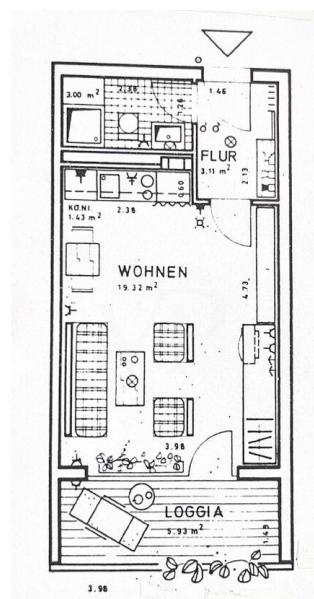 3.00 m²
2.38
1.26
1.46
FLUR
3.11 m²
2.13
KO.NI.
1.43 m²
2.38
0.60
WOHNEN
19.32 m²
4.73
3.98
LOGGIA
5.93 m²
1.49
3.98